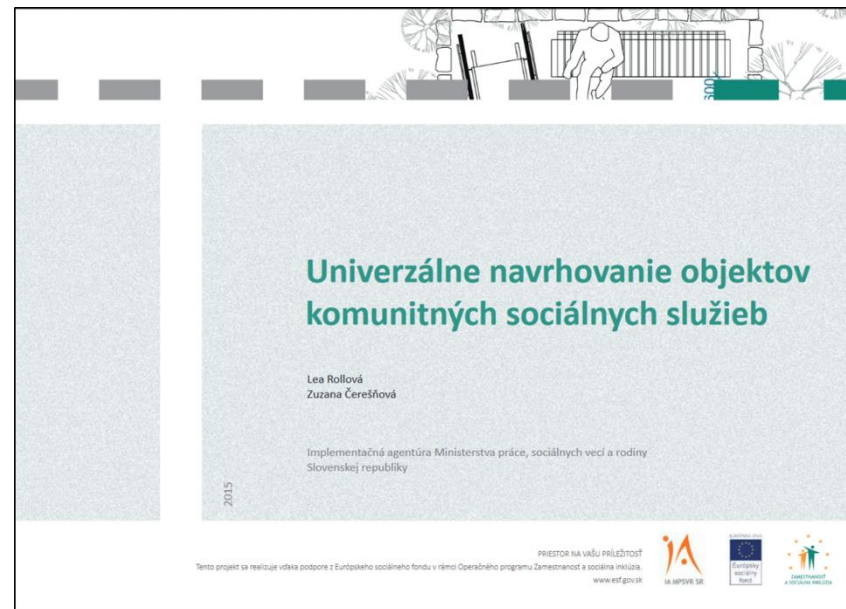 Univerzálne navrhovanie objektov
komunitných sociálnych služieb
Lea Rollová
Zuzana Čerešňová
Implementačná agentúra Ministerstva práce, sociálnych vecí a rodiny
Slovenskej republiky
2015
PRIESTOR NA VAŠU PRÍLEŽITOSŤ
Tento projekt sa realizuje vďaka podpore z Európskeho sociálneho fondu v rámci Operačného programu Zamestnanosť a sociálna inklúzia.
www.esf.gov.sk
IA
IA MPSVR SR
Európsky
sociálny
fond
ZAMESTNANOSŤ
A SOCIÁLNA INKLÚZIA